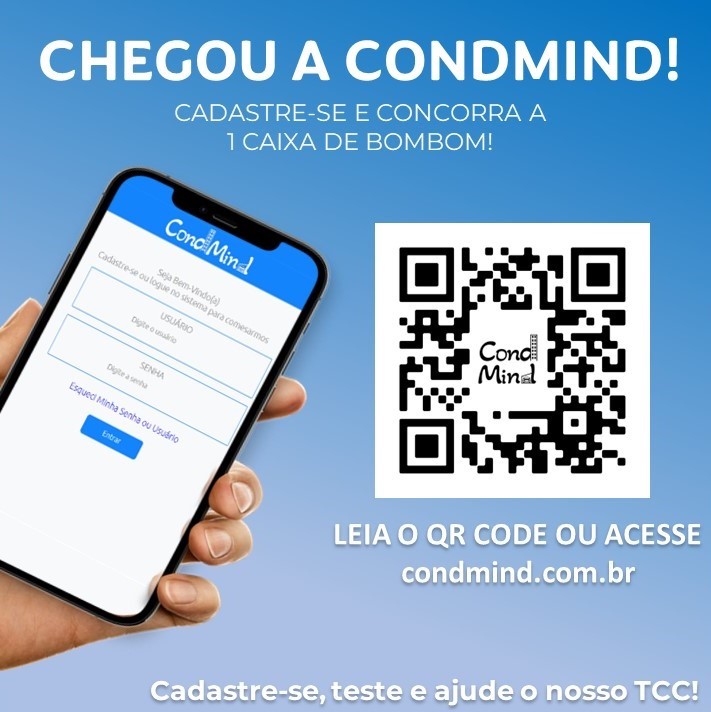 CHEGOU A CONDMIND!
CADASTRE-SE E CONCORRA A
1 CAIXA DE BOMBOM!
CondMind
Seja Bem-Vindo(a)
Cadastre-se ou logue no sistema para comesarmos
USUÁRIO
Digite o usuário
SENHA
Digite a senha
Esqueci Minha Senha ou Usuário
Entrar
Cond
Mind
LEIA O QR CODE OU ACESSE
condmind.com.br
Cadastre-se, teste e ajude o nosso TCC!